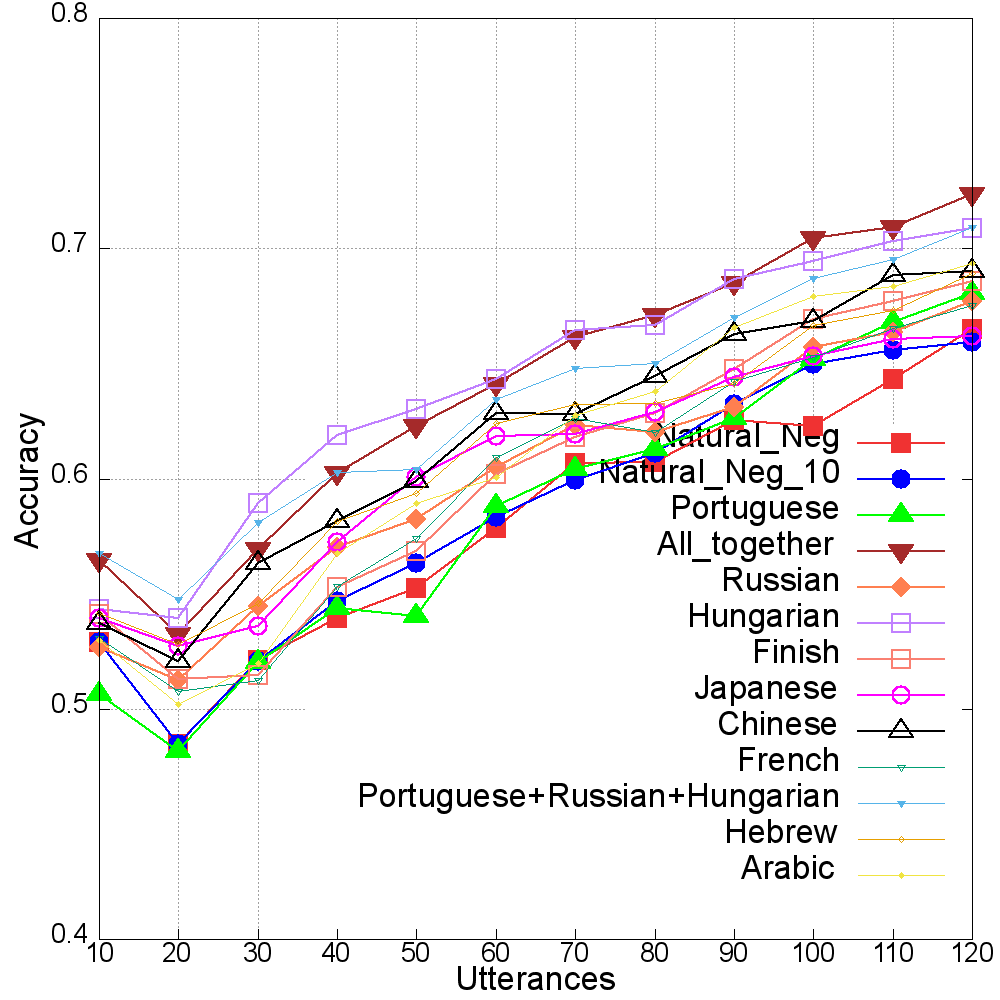 0.8
0.7
0.6
0.5
0.4
Accuracy
Natural_Neg
Natural_Neg_10
Portuguese
All_together
Russian
Hungarian
Finish
Japanese
Chinese
French
Portuguese+Russian+Hungarian
Hebrew
Arabic
10 20 30 40 50 60 70 80 90 100 110 120
Utterances